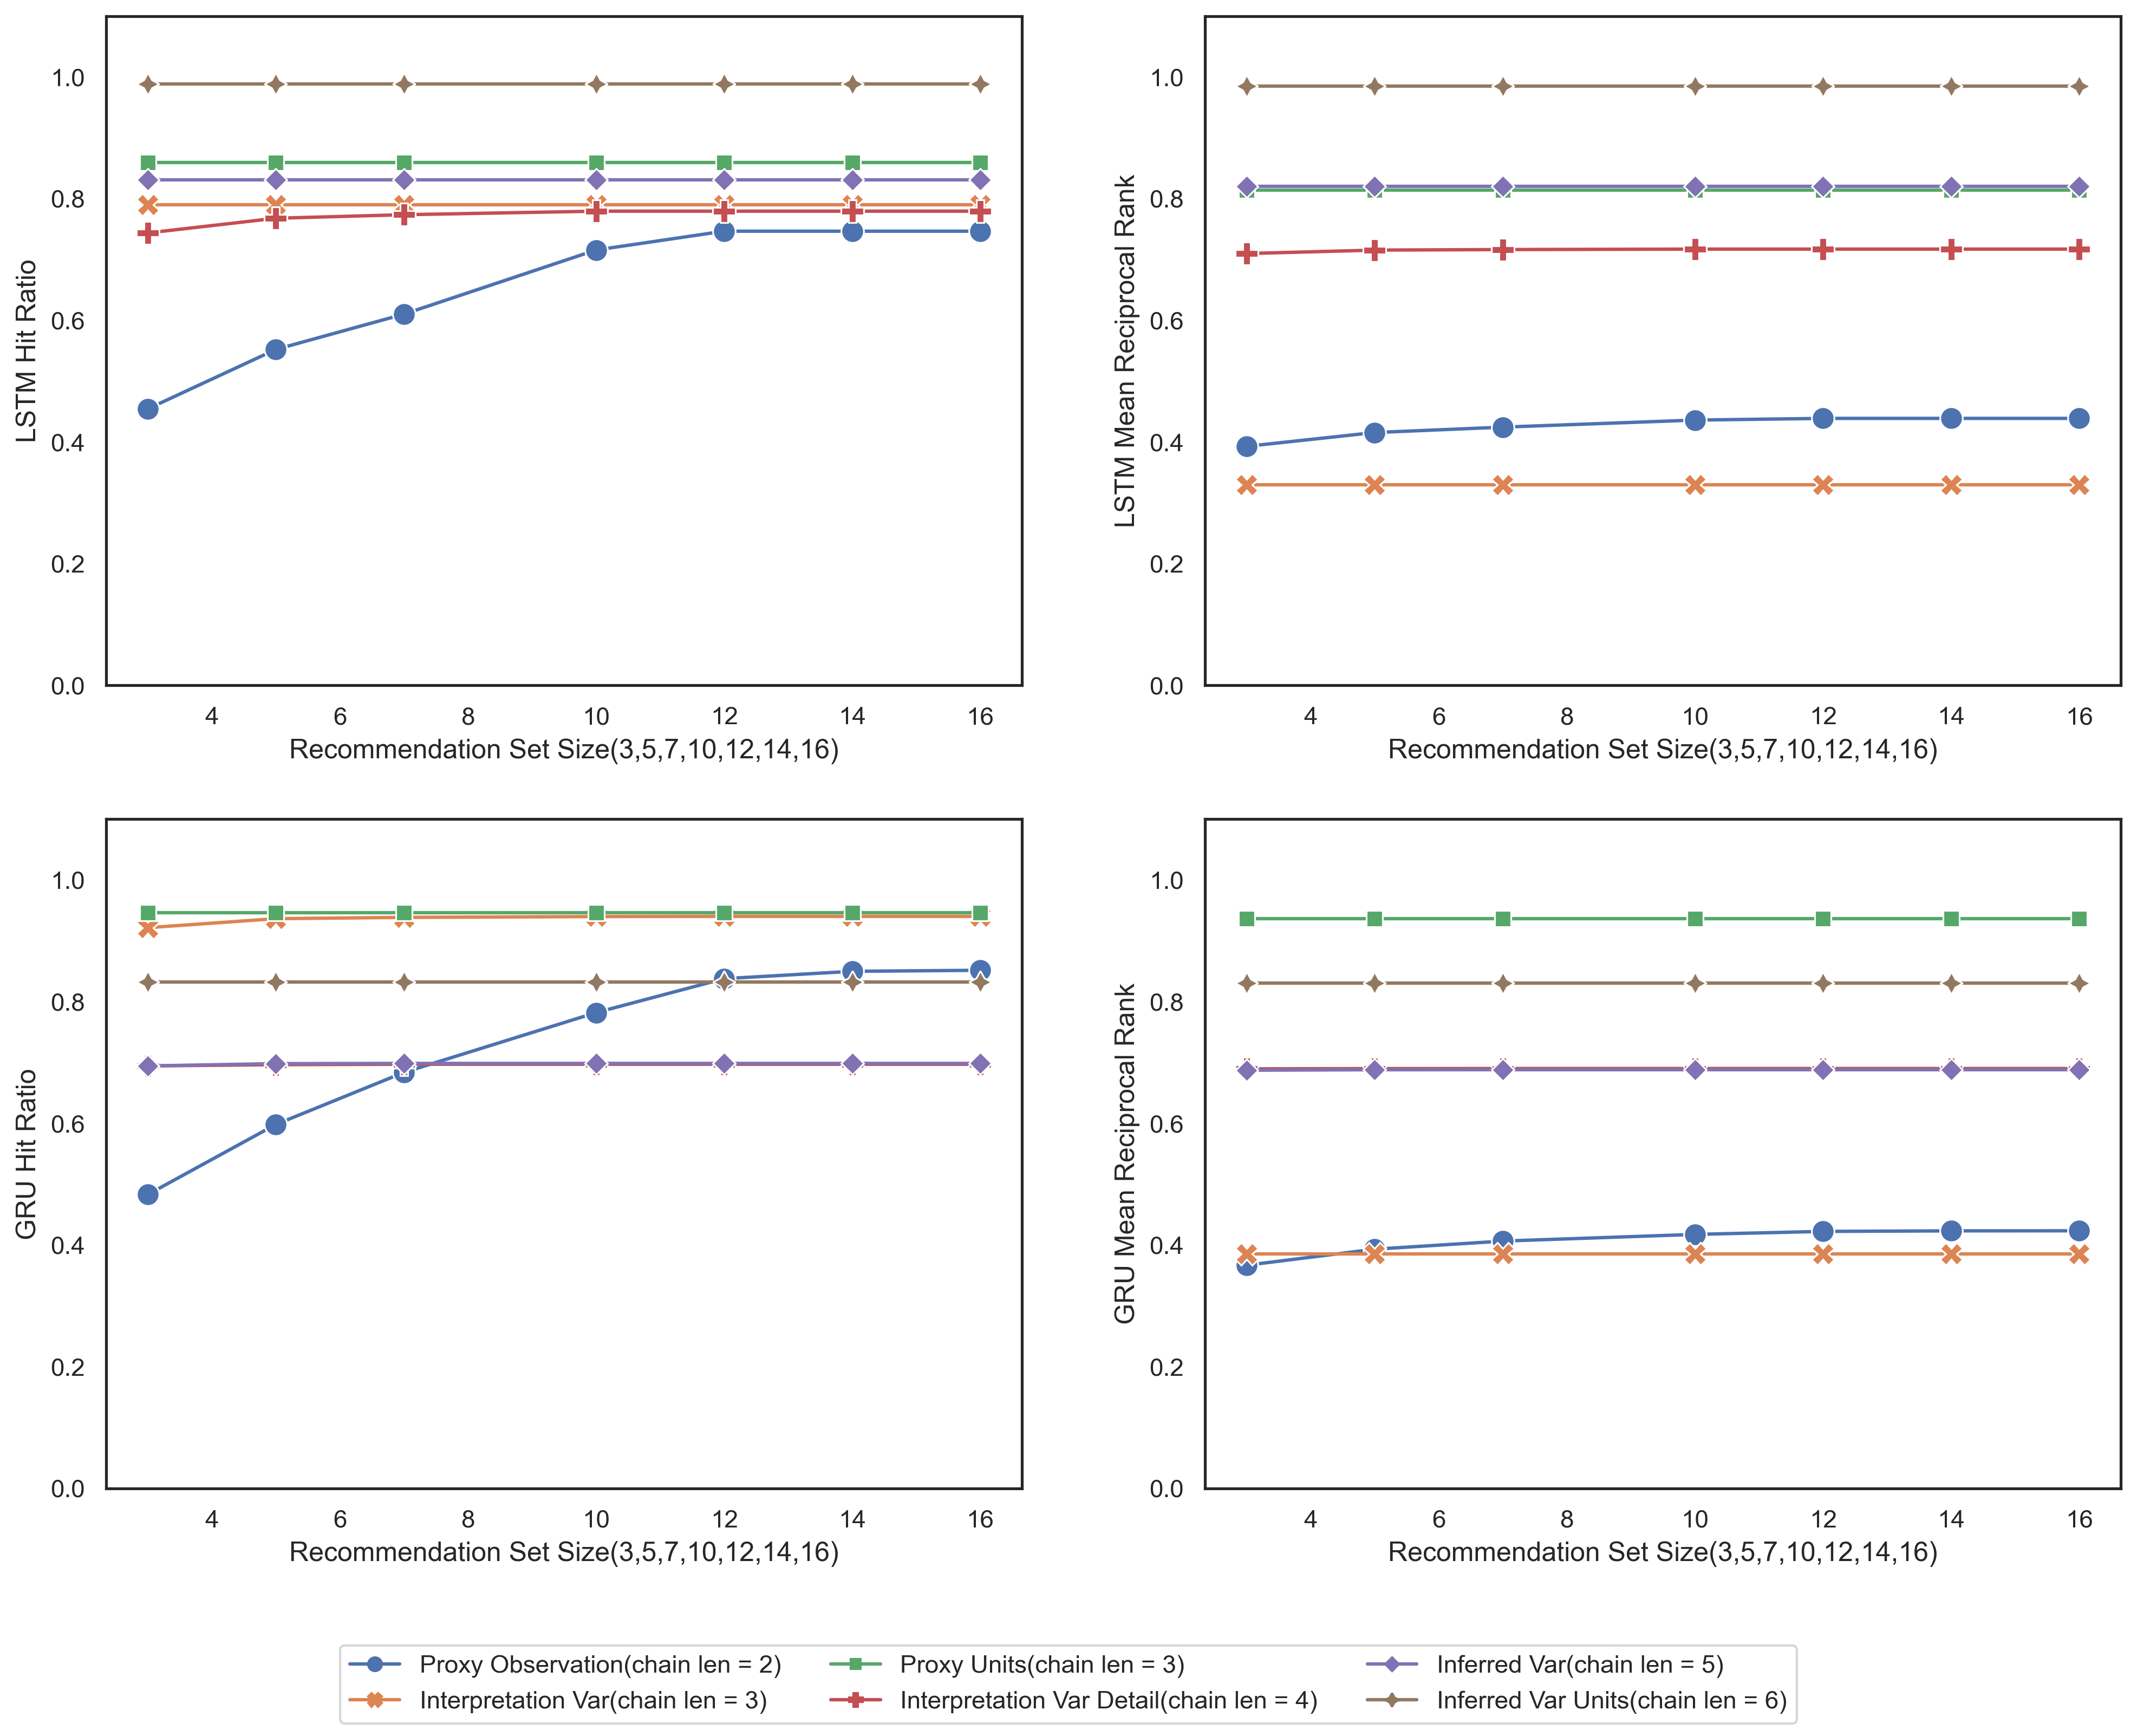 LSTM Hit Ratio
1.0
0.8
0.6
0.4
0.2
0.0
4 6 8 10 12 14 16
Recommendation Set Size(3,5,7,10,12,14,16)
LSTM Mean Reciprocal Rank
1.0
0.8
0.6
0.4
0.2
0.0
4 6 8 10 12 14 16
Recommendation Set Size(3,5,7,10,12,14,16)
GRU Hit Ratio
1.0
0.8
0.6
0.4
0.2
0.0
4 6 8 10 12 14 16
Recommendation Set Size(3,5,7,10,12,14,16)
GRU Mean Reciprocal Rank
1.0
0.8
0.6
0.4
0.2
0.0
4 6 8 10 12 14 16
Recommendation Set Size(3,5,7,10,12,14,16)
Proxy Observation(chain len = 2)
Interpretation Var(chain len = 3)
Proxy Units(chain len = 3)
Interpretation Var Detail(chain len = 4)
Inferred Var(chain len = 5)
Inferred Var Units(chain len = 6)